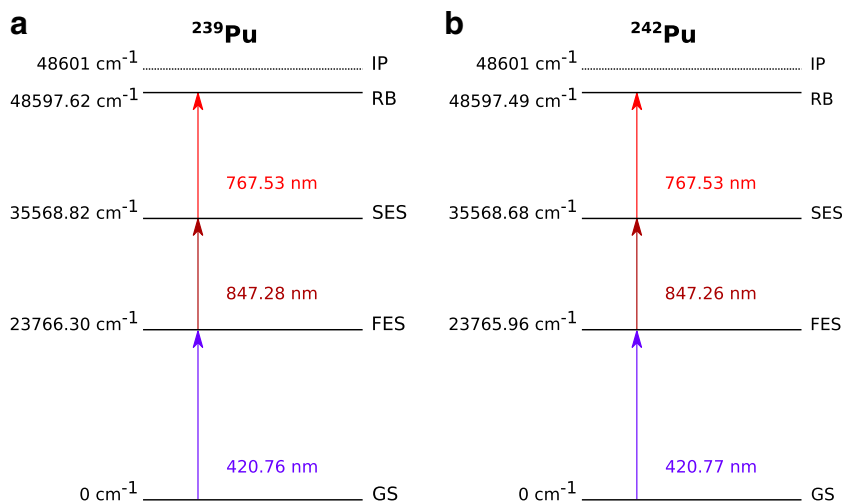 a
²³⁹Pu
48601 cm⁻¹ IP
48597.62 cm⁻¹ RB
767.53 nm
35568.82 cm⁻¹ SES
847.28 nm
23766.30 cm⁻¹ FES
420.76 nm
0 cm⁻¹ GS
b
²⁴²Pu
48601 cm⁻¹ IP
48597.49 cm⁻¹ RB
767.53 nm
35568.68 cm⁻¹ SES
847.26 nm
23765.96 cm⁻¹ FES
420.77 nm
0 cm⁻¹ GS